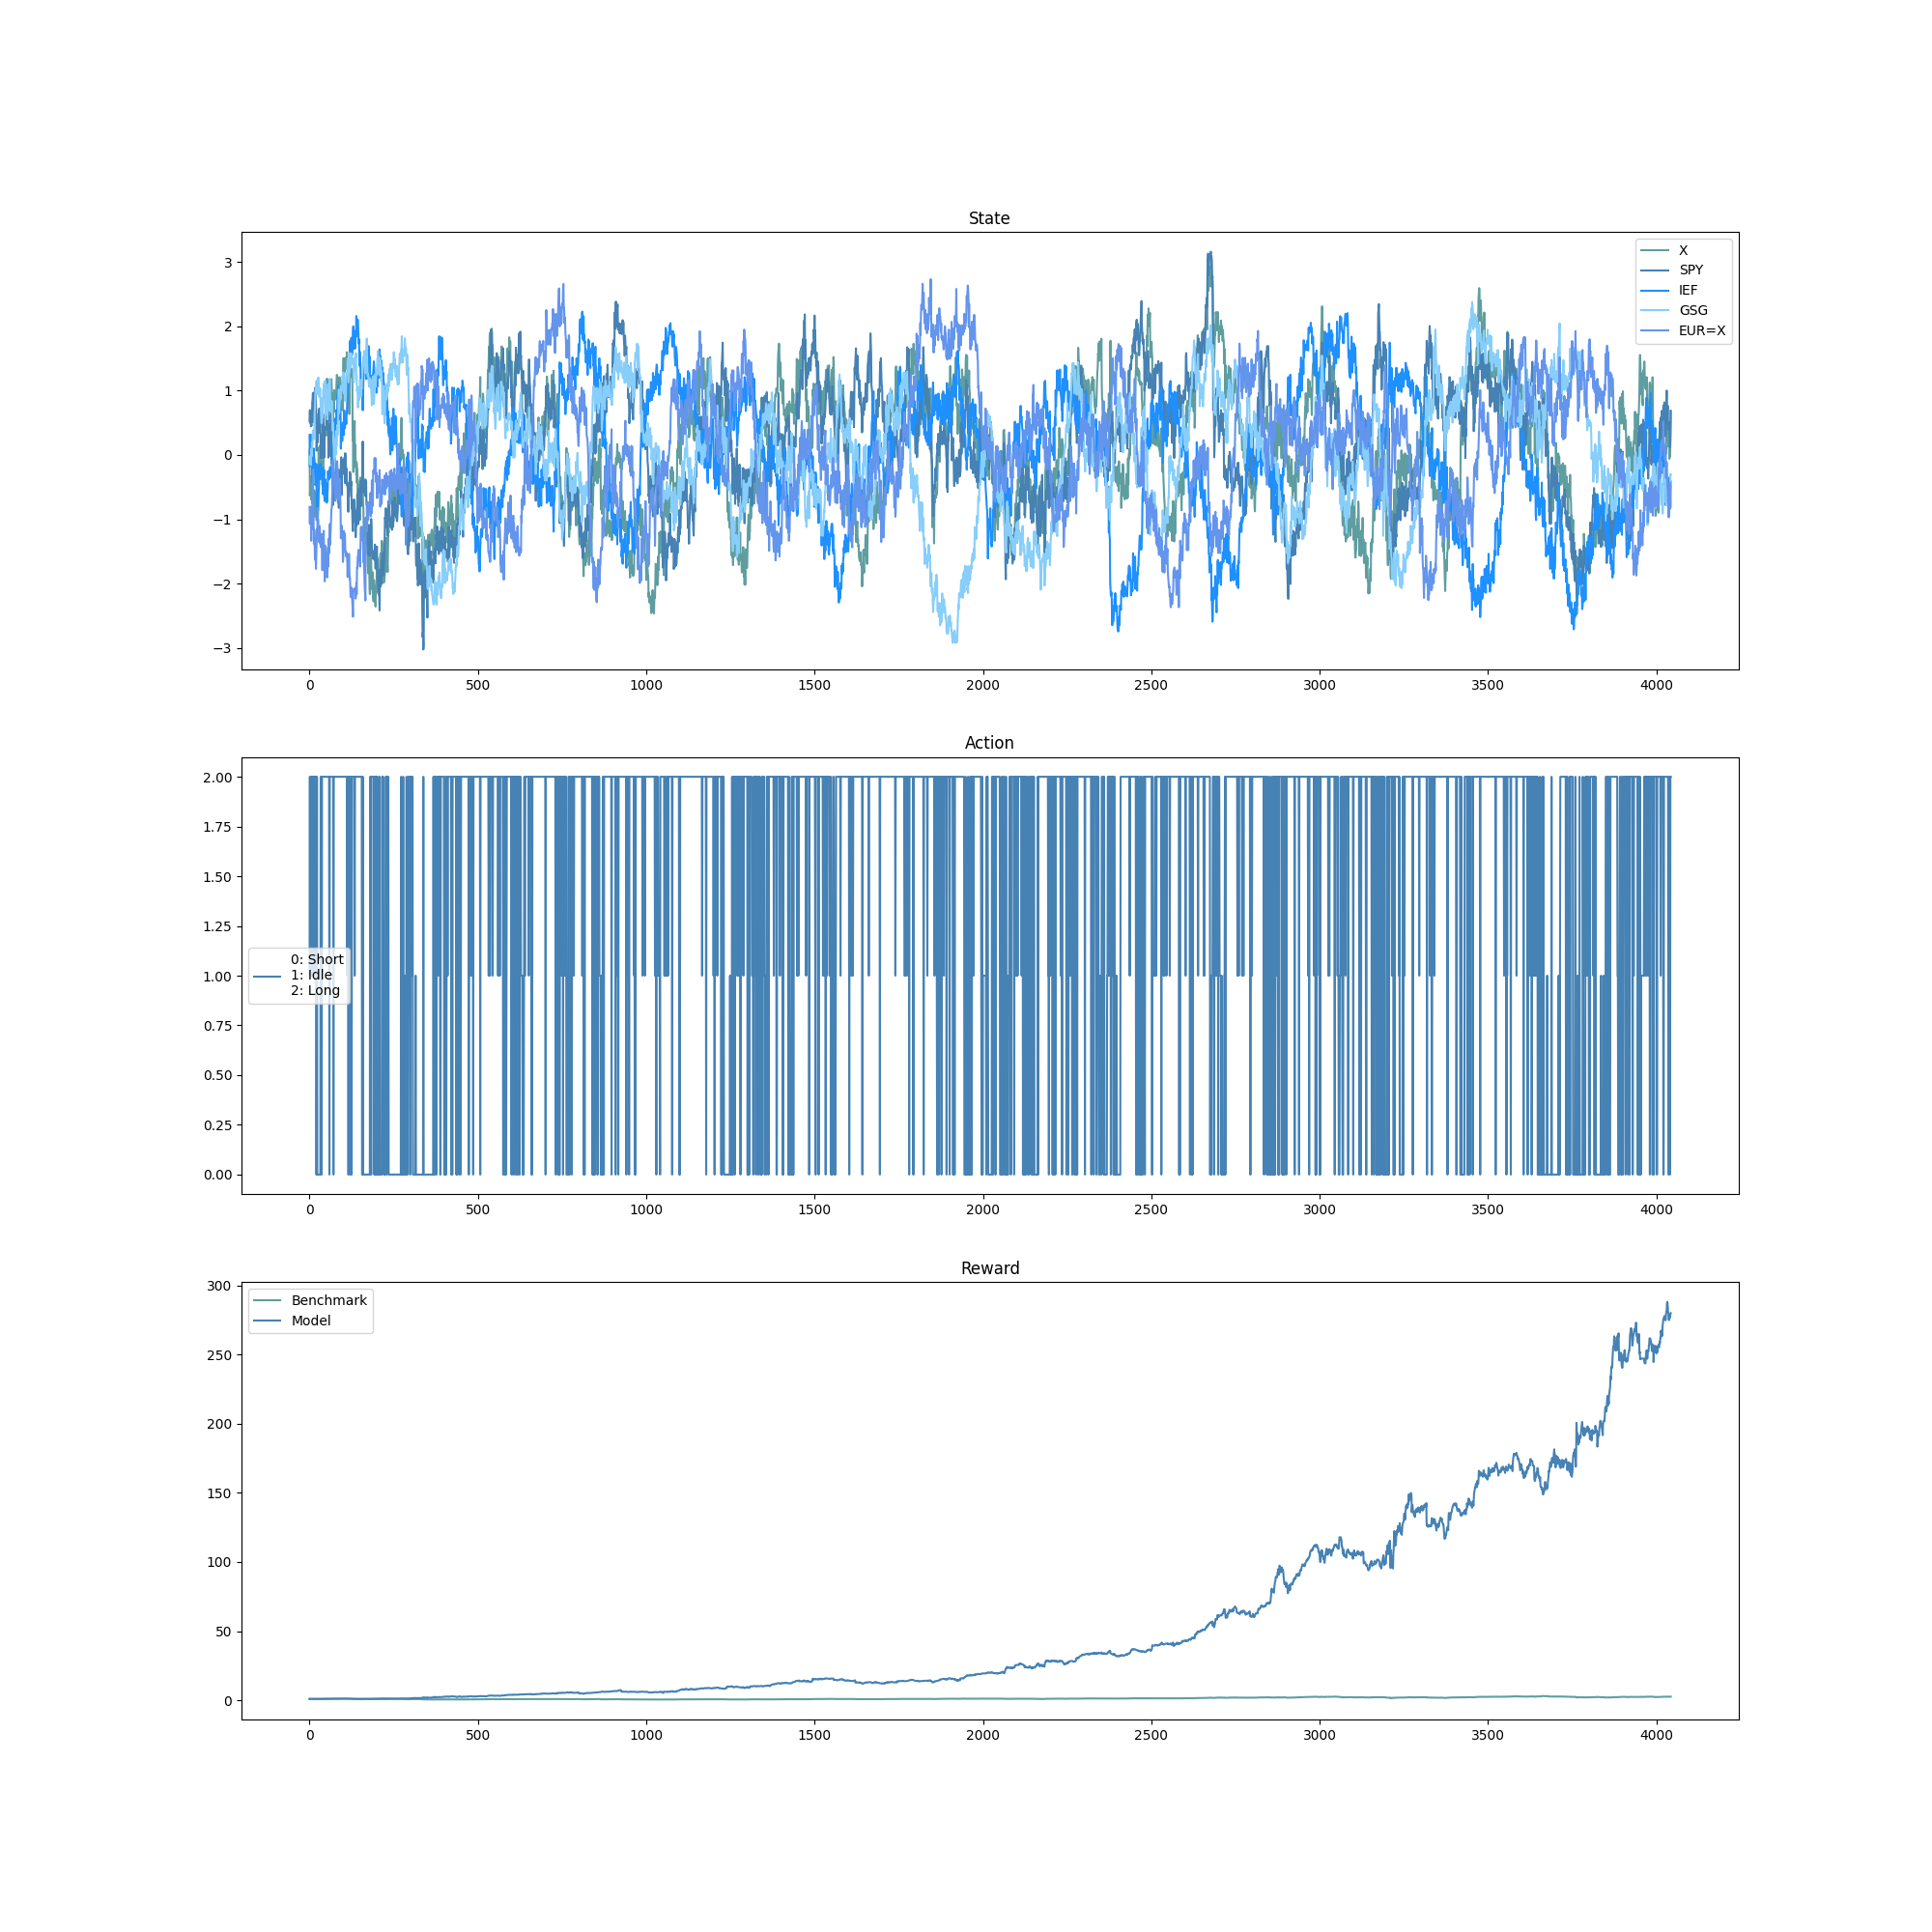 State
3
2
1
0
−1
−2
−3
X
SPY
IEF
GSG
EUR=X
0 500 1000 1500 2000 2500 3000 3500 4000
Action
2.00
1.75
1.50
1.25
1.00
0.75
0.50
0.25
0.00
0: Short
1: Idle
2: Long
0 500 1000 1500 2000 2500 3000 3500 4000
Reward
300
250
200
150
100
50
0
Benchmark
Model
0 500 1000 1500 2000 2500 3000 3500 4000